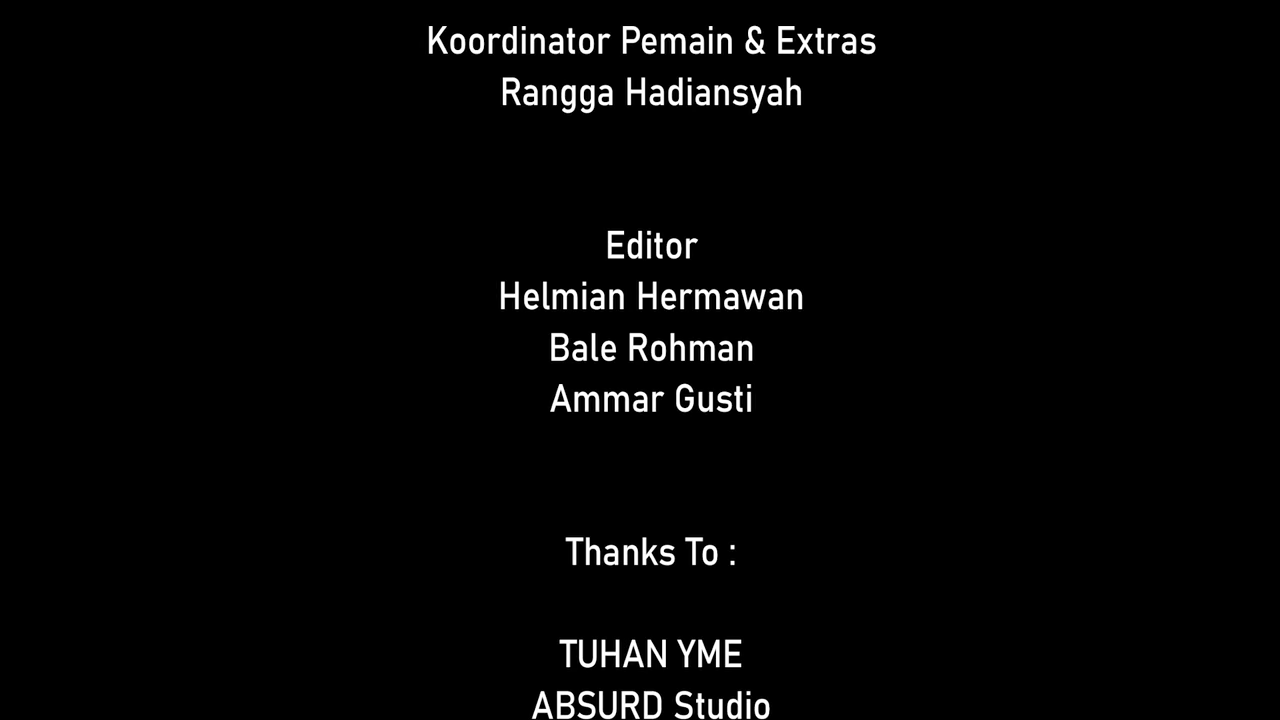 Koordinator Pemain & Extras
Rangga Hadiansyah
Editor
Helmian Hermawan
Bale Rohman
Ammar Gusti
Thanks To :
TUHAN YME
ABSURD Studio